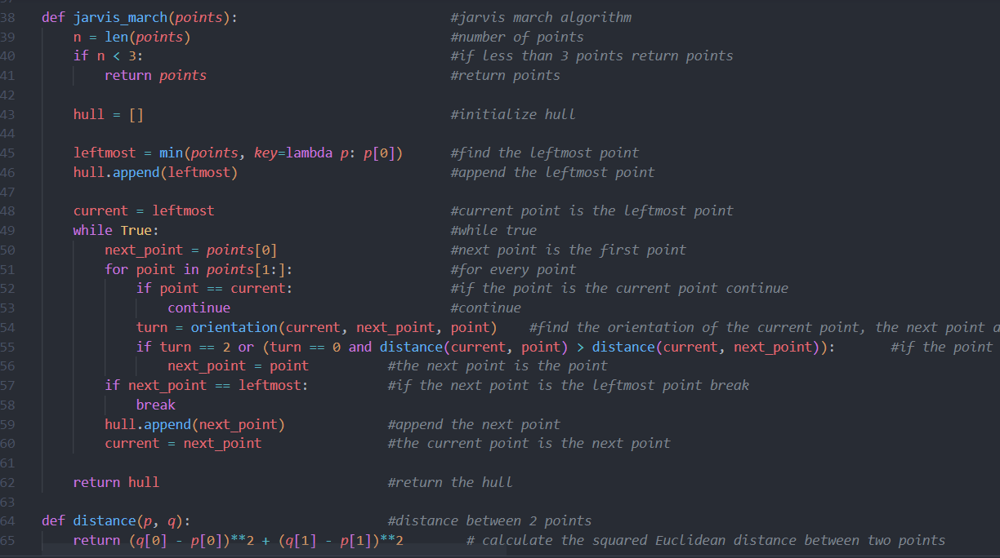 38 def jarvis_march(points): #jarvis march algorithm
39 n = len(points) #number of points
40 if n < 3: #if less than 3 points return points
41 return points #return points
42
43 hull = [] #initialize hull
44
45 leftmost = min(points, key=lambda p: p[0]) #find the leftmost point
46 hull.append(leftmost) #append the leftmost point
47
48 current = leftmost #current point is the leftmost point
49 while True: #while true
50 next_point = points[0] #next point is the first point
51 for point in points[1:]: #for every point
52 if point == current: #if the point is the current point continue
53 continue #continue
54 turn = orientation(current, next_point, point) #find the orientation of the current point, the next point a
55 if turn == 2 or (turn == 0 and distance(current, point) > distance(current, next_point)): #if the point
56 next_point = point #the next point is the point
57 if next_point == leftmost: #if the next point is the leftmost point break
58 break
59 hull.append(next_point) #append the next point
60 current = next_point #the current point is the next point
61
62 return hull #return the hull
63
64 def distance(p, q): #distance between 2 points
65 return (q[0] - p[0])**2 + (q[1] - p[1])**2 # calculate the squared Euclidean distance between two points